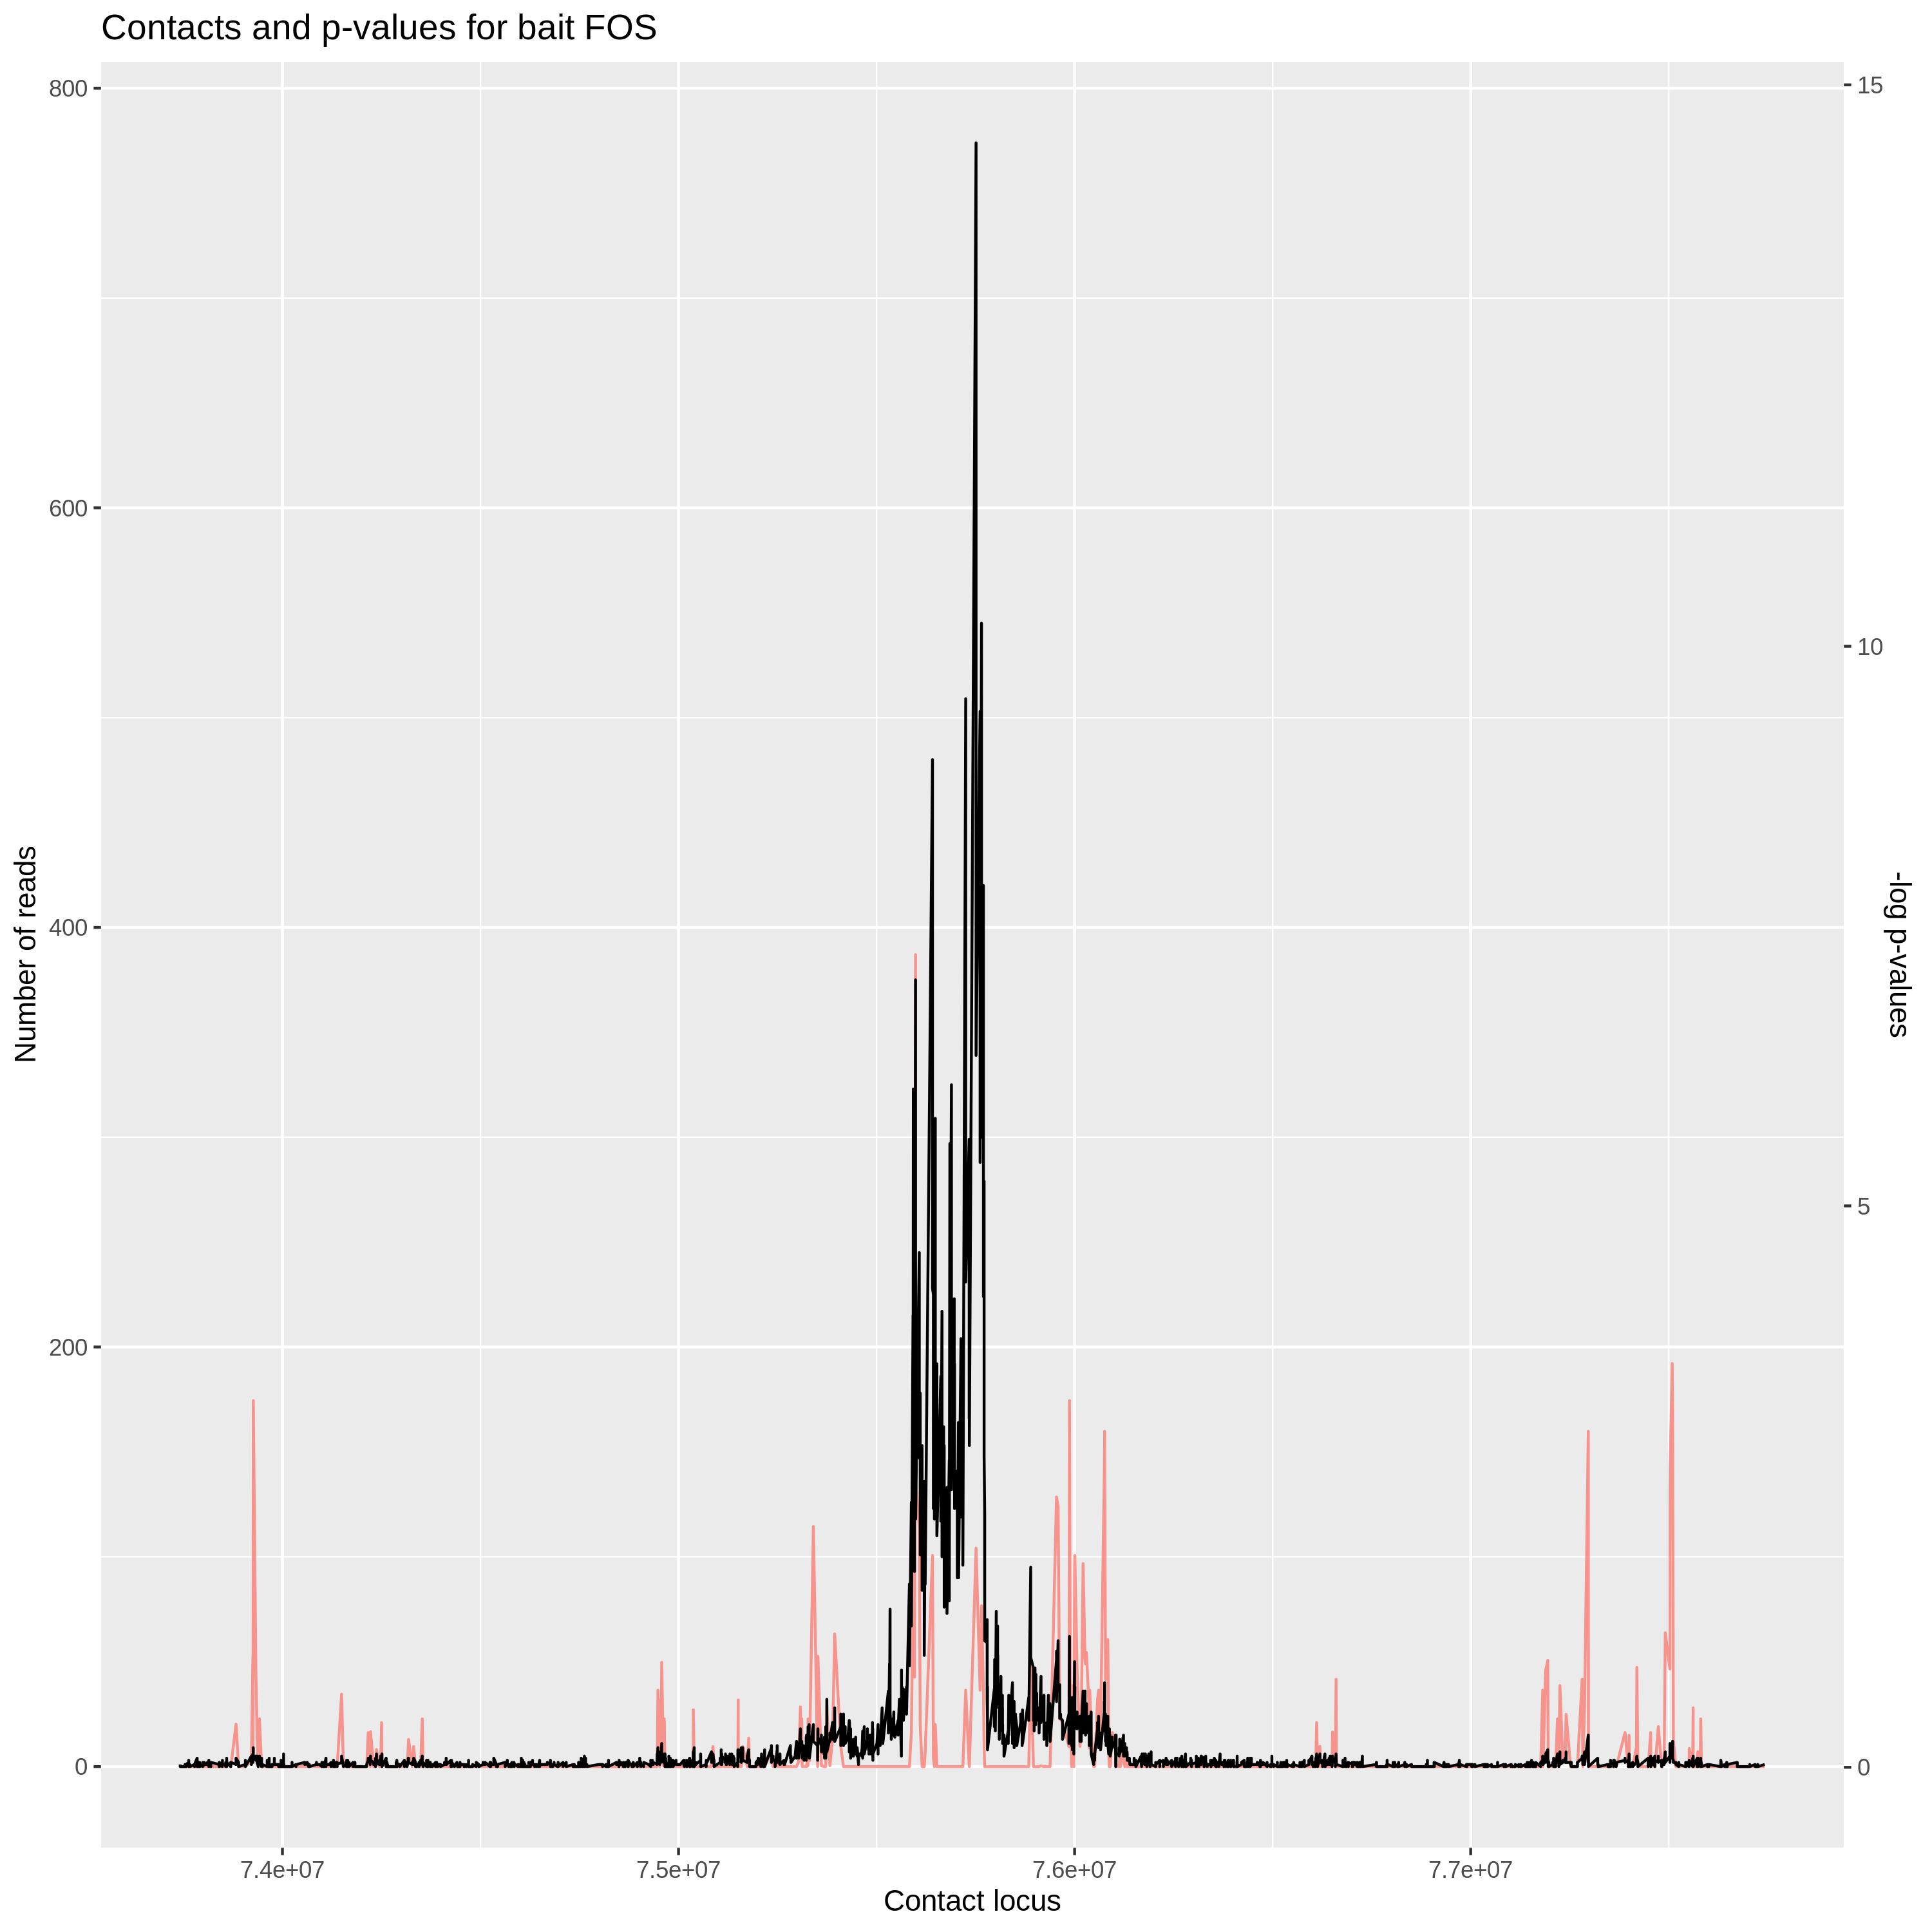 Contacts and p-values for bait FOS
800
600
400
200
0
Number of reads
15
10
5
0
-log p-values
7.4e+07 7.5e+07 7.6e+07 7.7e+07
Contact locus